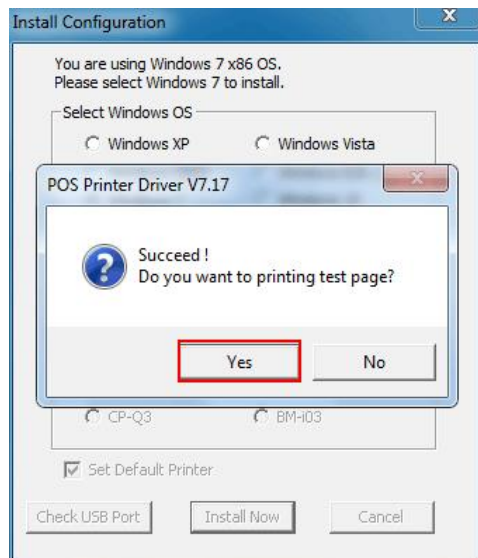 Install Configuration
You are using Windows 7 x86 OS.
Please select Windows 7 to install.
Select Windows OS
Windows XP Windows Vista
POS Printer Driver V7.17
Succeed !
Do you want to printing test page?
Yes No
CP-Q3 BM-i03
Set Default Printer
Check USB Port Install Now Cancel